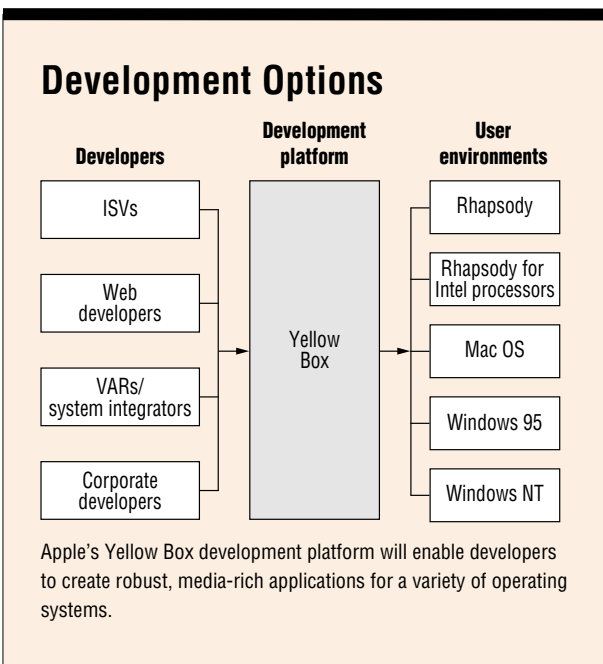 Development Options
Developers
Development
platform
User
environments
ISVs
Web
developers
VARs/
system integrators
Corporate
developers
Yellow
Box
Rhapsody
Rhapsody for
Intel processors
Mac OS
Windows 95
Windows NT
Apple's Yellow Box development platform will enable developers
to create robust, media-rich applications for a variety of operating
systems.